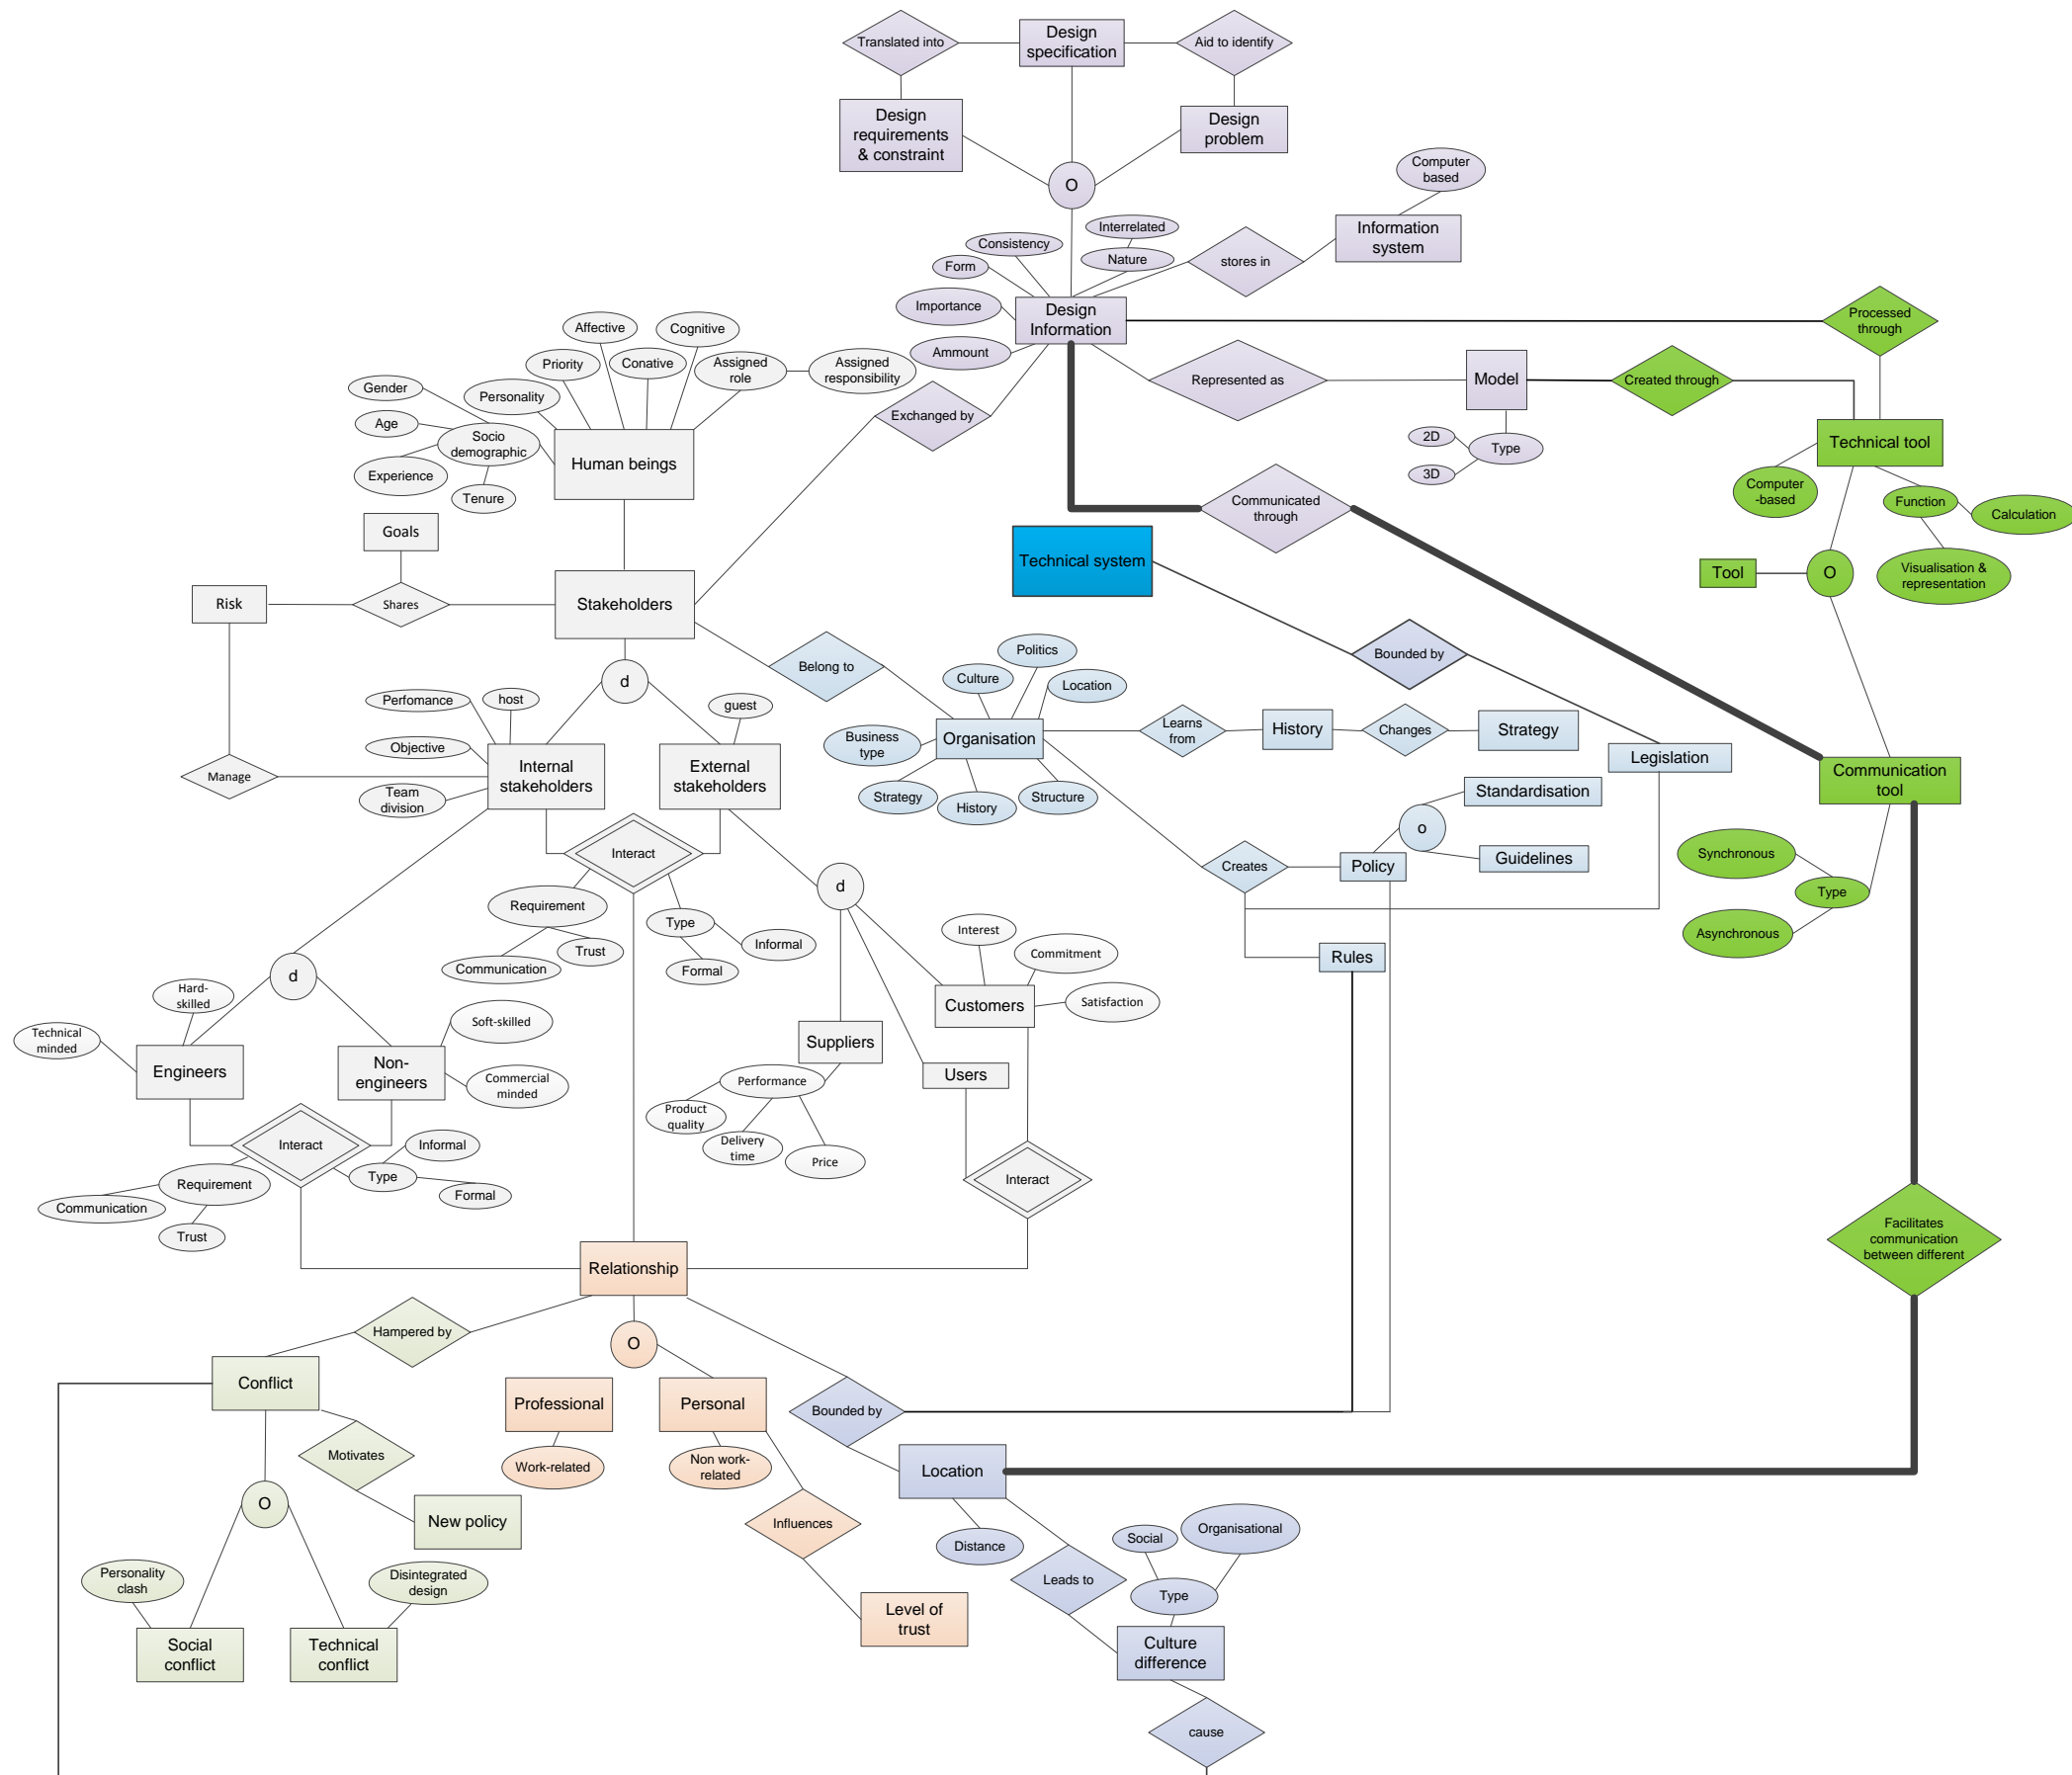 Translated into
Design
specification
Aid to identify
Design
requirements
& constraint
Design
problem
O
Computer
based
Information
system
Interrelated
Consistency
Nature
Form
stores in
Importance
Design
Information
Ammount
Processed
through
Affective
Cognitive
Priority
Conative
Assigned
role
Assigned
responsibility
Gender
Personality
Age
Socio
demographic
Experience
Tenure
Human beings
Exchanged by
Represented as
Model
Created through
2D
Type
3D
Technical tool
Computer
-based
Function
Calculation
Visualisation &
representation
Communicated
through
Tool
O
Technical system
Goals
Risk
Shares
Stakeholders
Bounded by
Belong to
Politics
Culture
Location
d
Perfomance
host
guest
Objective
Business
type
Organisation
Learns
from
History
Changes
Strategy
Legislation
Manage
Internal
stakeholders
External
stakeholders
Team
division
Strategy
History
Structure
Communication
tool
Standardisation
o
Guidelines
Creates
Policy
Interact
Requirement
Type
Informal
Trust
Communication
Formal
d
Synchronous
Type
Asynchronous
Interest
Commitment
Rules
d
Hard-
skilled
Technical
minded
Soft-skilled
Customers
Satisfaction
Suppliers
Engineers
Non-
engineers
Commercial
minded
Users
Performance
Product
quality
Delivery
time
Price
Interact
Informal
Type
Requirement
Formal
Communication
Trust
Interact
Facilitates
communication
between different
Relationship
Hampered by
O
Conflict
Professional
Personal
Bounded by
Motivates
Work-related
Non work-
related
Location
O
New policy
Influences
Distance
Social
Organisational
Personality
clash
Disintegrated
design
Leads to
Type
Level of
trust
Social
conflict
Technical
conflict
Culture
difference
cause